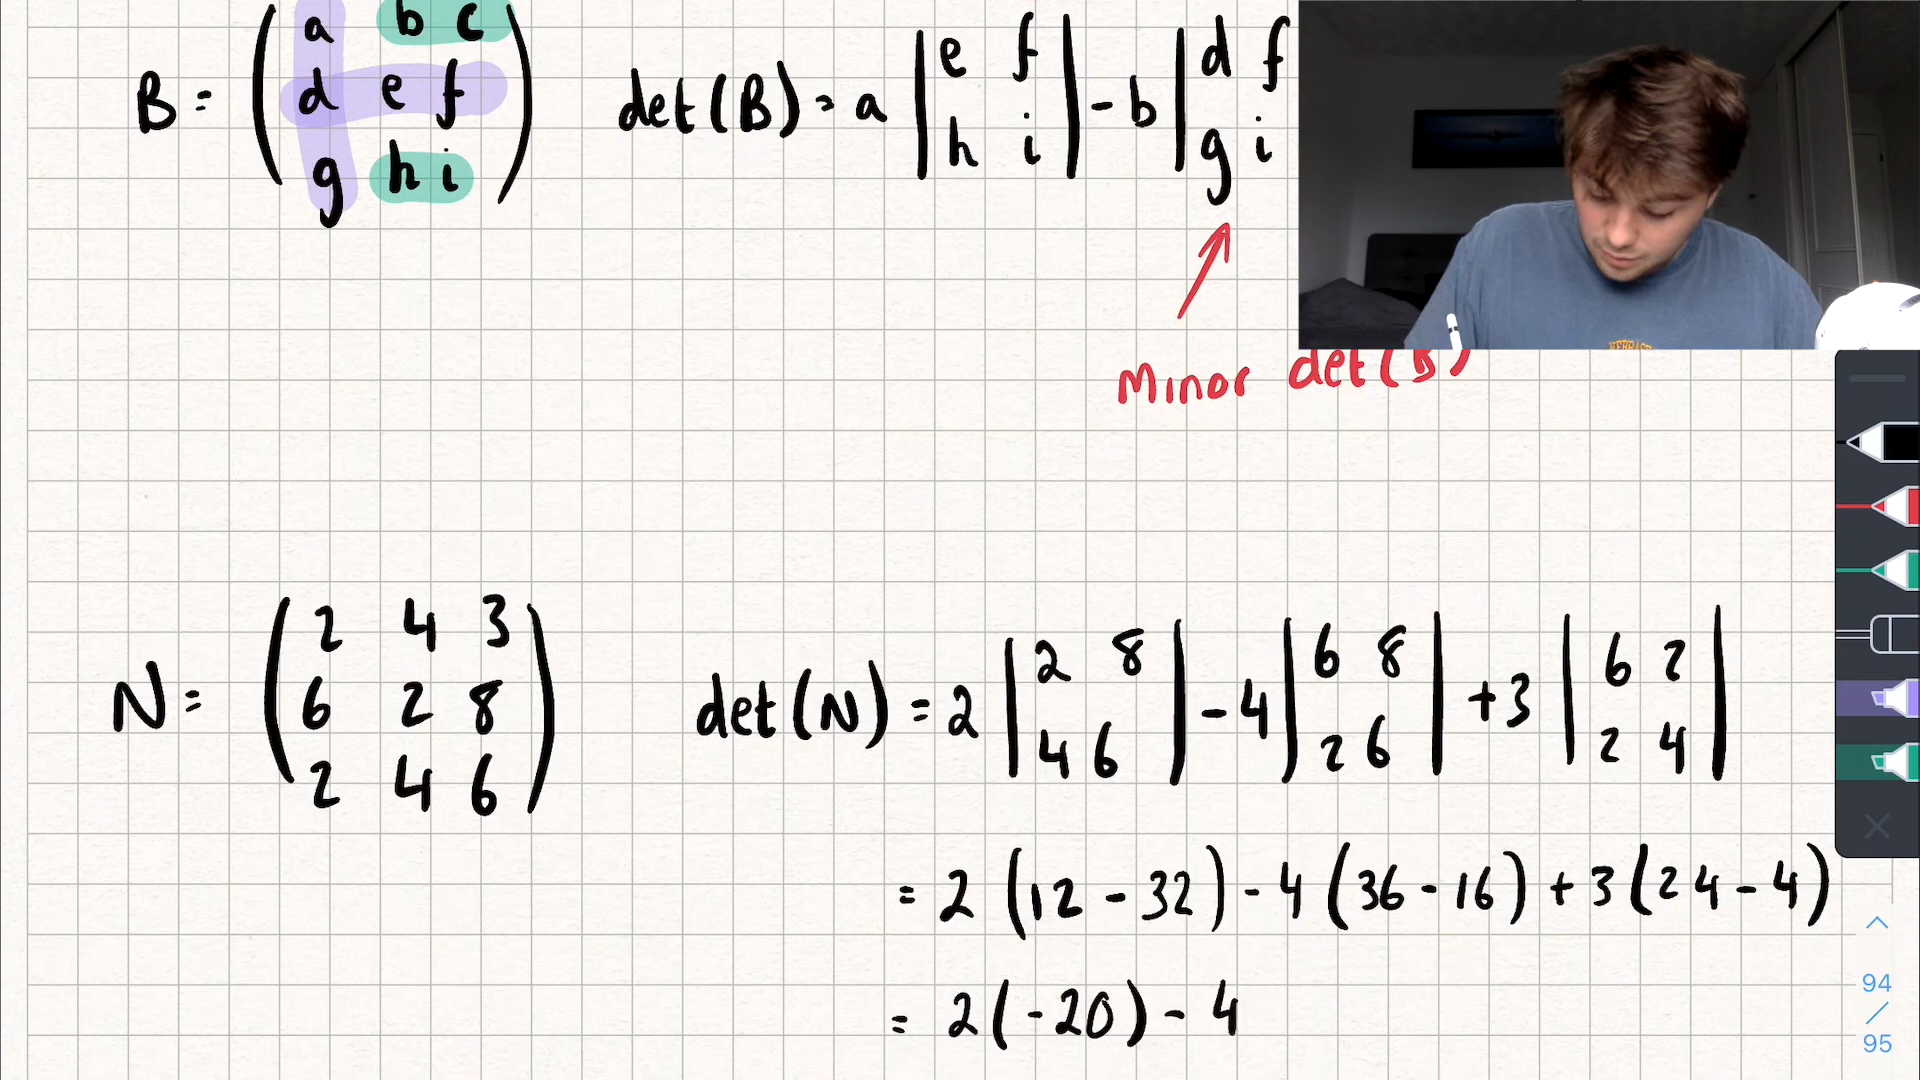 B = ( a b c
d e f
g h i )
det(B) = a | e f
h i | - b | d f
g i
Minor det(B)
N = ( 2 4 3
6 2 8
2 4 6 )
det(N) = 2 | 2 8
4 6 | - 4 | 6 8
2 6 | + 3 | 6 2
2 4 |
= 2 (12 - 32) - 4 (36 - 16) + 3 (24 - 4)
= 2 (-20) - 4
94
/
95